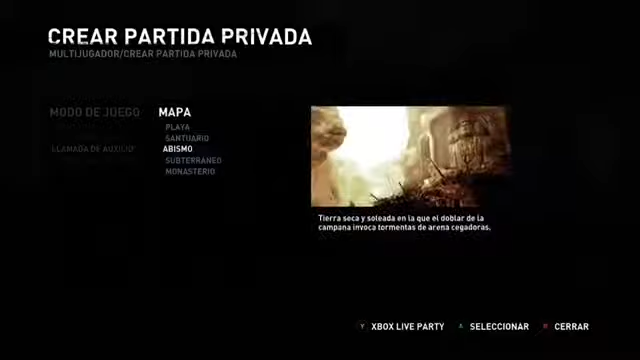 CREAR PARTIDA PRIVADA
MULTIJUGADOR/CREAR PARTIDA PRIVADA
MODO DE JUEGO
MAPA
PLAYA
SANTUARIO
LLAMADA DE AUXILIO
ABISMO
SUBTERRÁNEO
MONASTERIO
Tierra seca y soleada en la que el doblar de la
campana invoca tormentas de arena cegadoras.
Y XBOX LIVE PARTY
A SELECCIONAR
B CERRAR